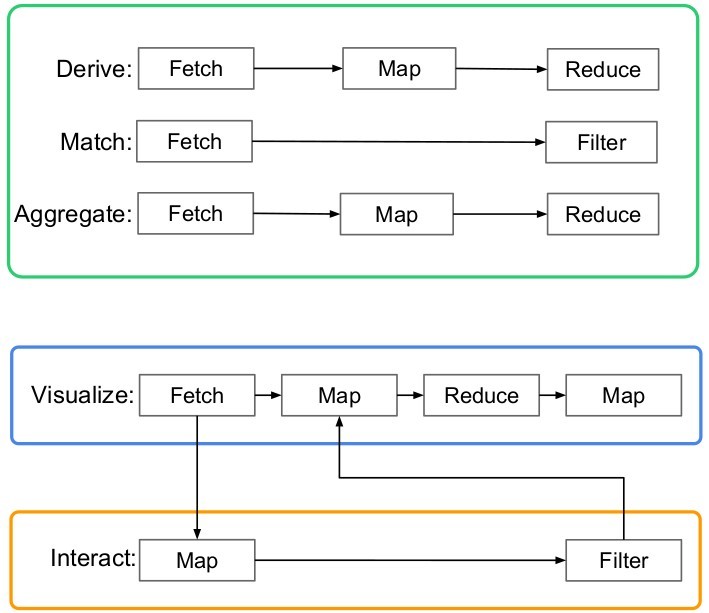 Derive: Fetch Map Reduce
Match: Fetch Filter
Aggregate: Fetch Map Reduce
Visualize: Fetch Map Reduce Map
Interact: Map Filter